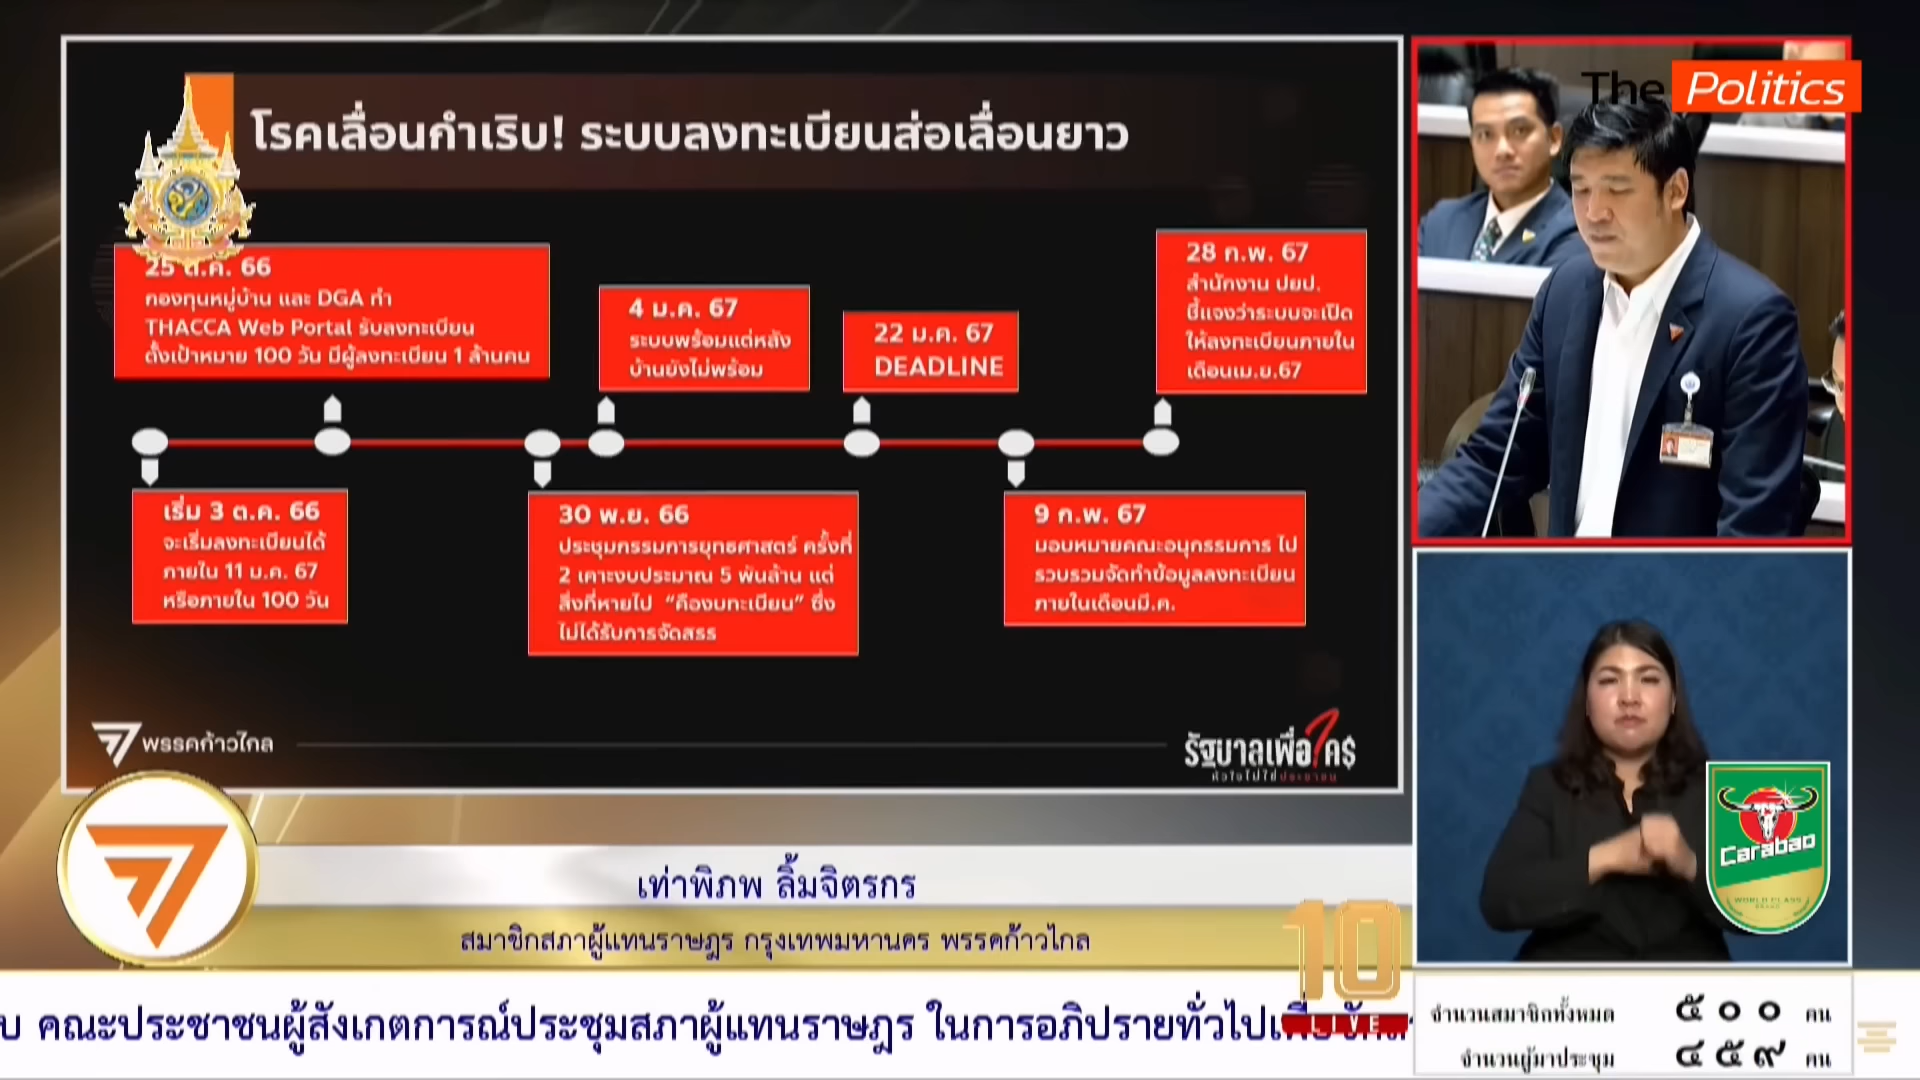 The Politics
โรคเลื่อนกำเริบ! ระบบลงทะเบียนส่อเลื่อนยาว
25 ต.ค. 66
กองทุนหมู่บ้าน และ DGA ทำ
THACCA Web Portal รับลงทะเบียน
ตั้งเป้าหมาย 100 วัน มีผู้ลงทะเบียน 1 ล้านคน
4 ม.ค. 67
ระบบพร้อมแต่หลัง
บ้านยังไม่พร้อม
22 ม.ค. 67
DEADLINE
28 ก.พ. 67
สำนักงาน ปยป.
ชี้แจงว่าระบบจะเปิด
ให้ลงทะเบียนภายใน
เดือนเม.ย.67
เริ่ม 3 ต.ค. 66
จะเริ่มลงทะเบียนได้
ภายใน 11 ม.ค. 67
หรือภายใน 100 วัน
30 พ.ย. 66
ประชุมกรรมการยุทธศาสตร์ ครั้งที่
2 เคาะงบประมาณ 5 พันล้าน แต่
สิ่งที่หายไป “คืองบทะเบียน” ซึ่ง
ไม่ได้รับการจัดสรร
9 ก.พ. 67
มอบหมายคณะอนุกรรมการ ไป
รวบรวมจัดทำข้อมูลลงทะเบียน
ภายในเดือนมี.ค.
พรรคก้าวไกล
รัฐบาลเพื่อใคร$
หัวใจไม่ใช่ประชาชน
Carabao
WORLD CLASS
เท่าพิภพ ลิ้มจิตรกร
สมาชิกสภาผู้แทนราษฎร กรุงเทพมหานคร พรรคก้าวไกล
10
LIVE
บ คณะประชาชนผู้สังเกตการณ์ประชุมสภาผู้แทนราษฎร ในการอภิปรายทั่วไป
จำนวนสมาชิกทั้งหมด ๕๐๐ คน
จำนวนผู้มาประชุม ๔๕๙ คน